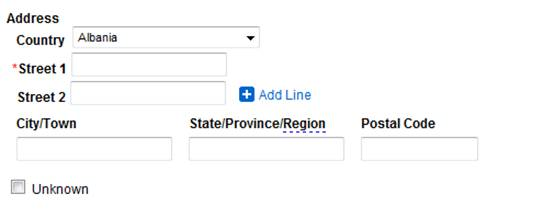 Address
Country Albania
*Street 1
Street 2 Add Line
City/Town State/Province/Region Postal Code
Unknown